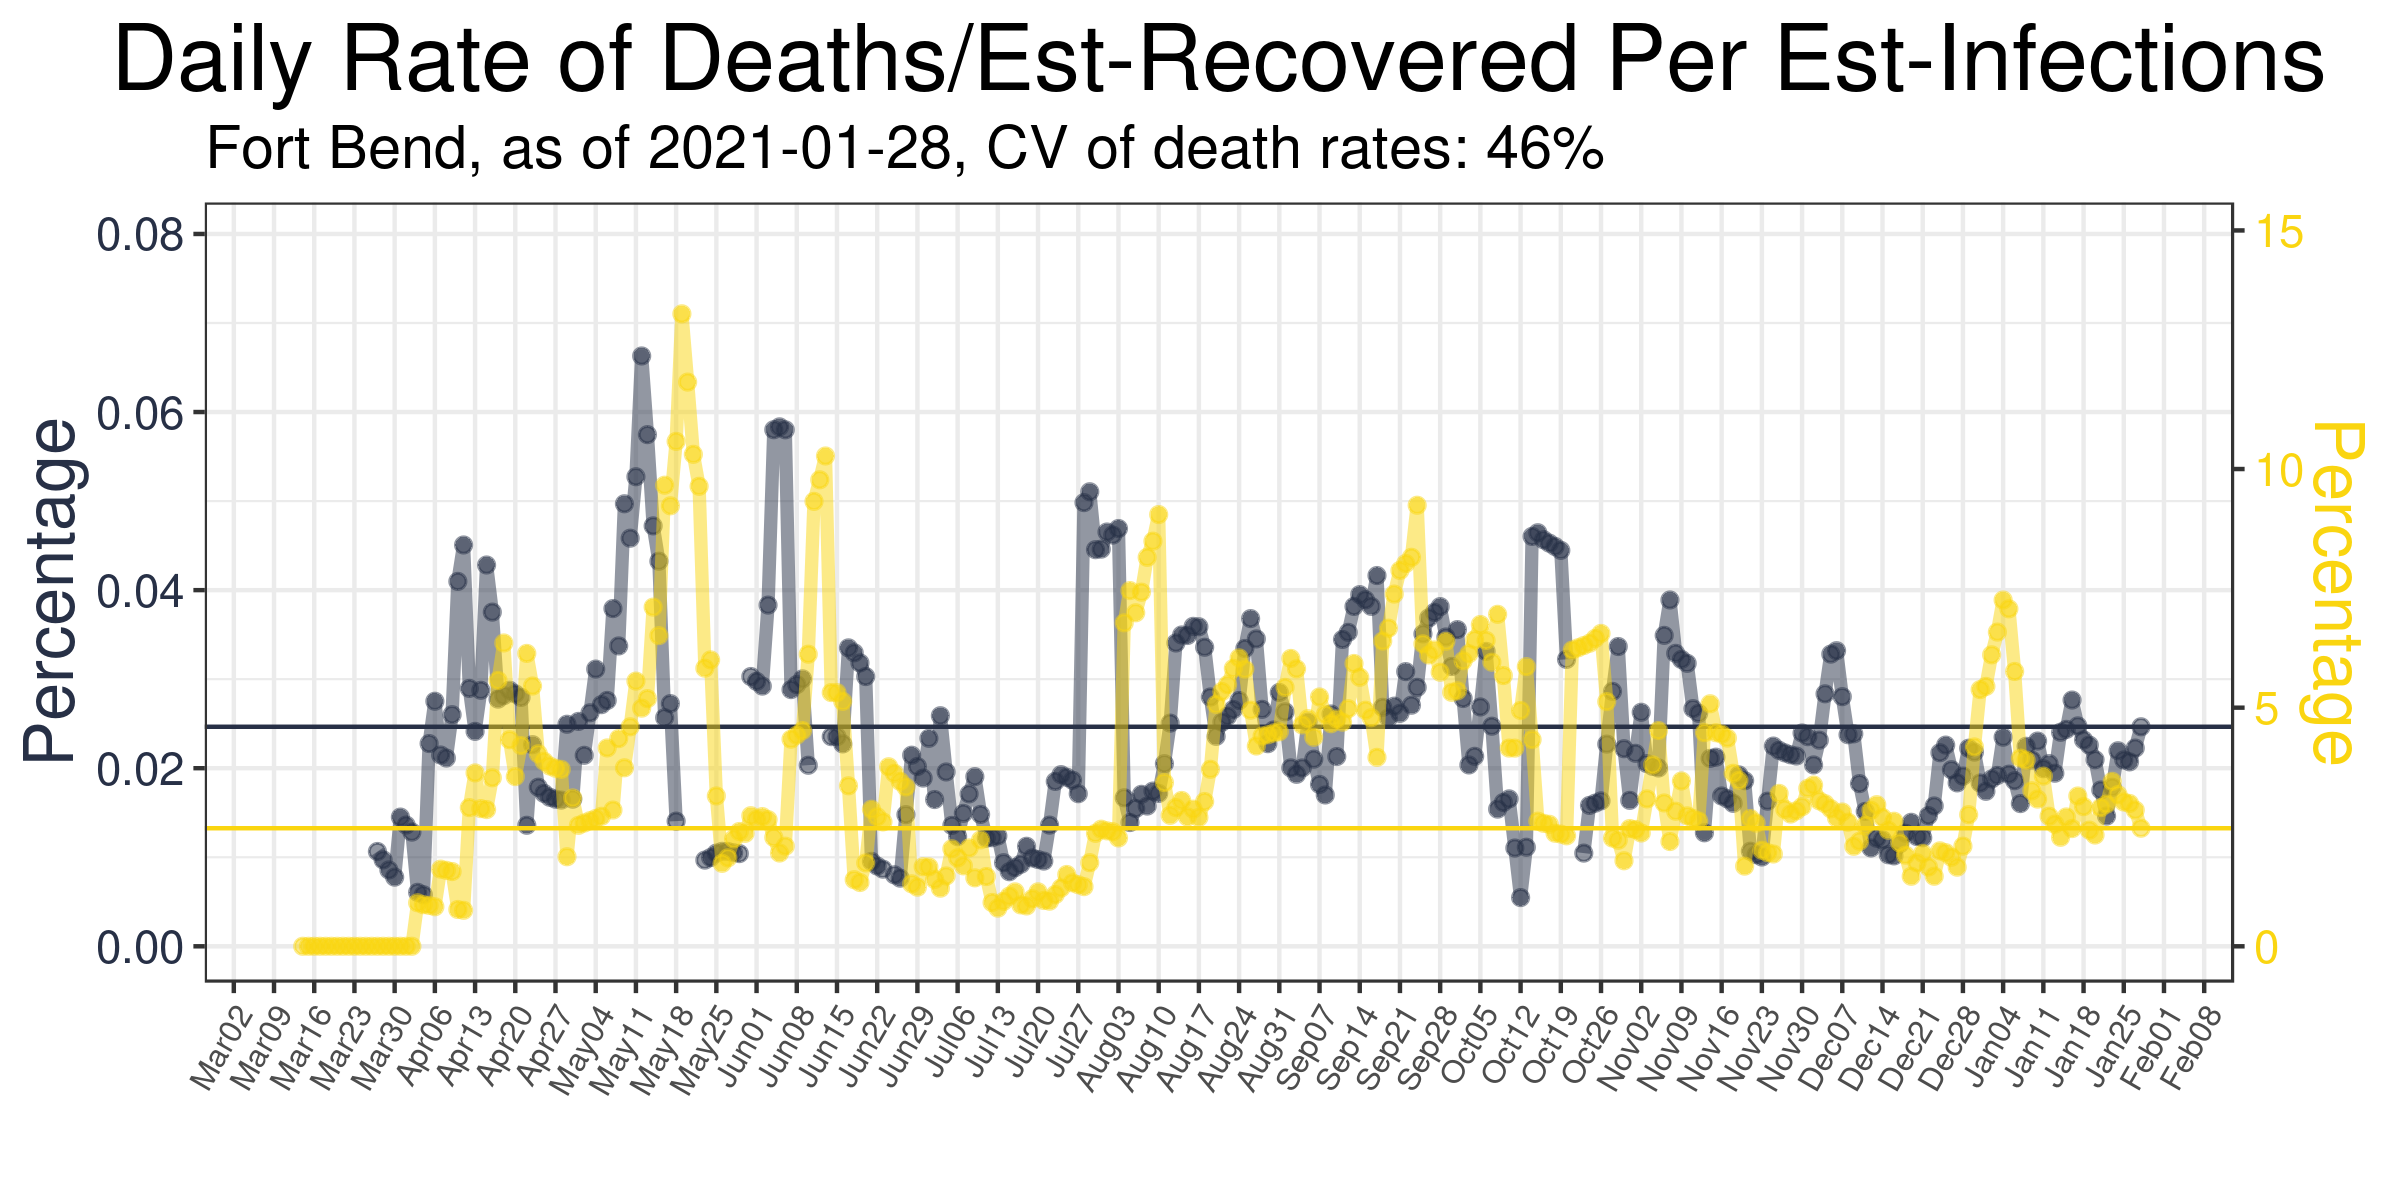 Daily Rate of Deaths/Est-Recovered Per Est-Infections
Fort Bend, as of 2021-01-28, CV of death rates: 46%
Percentage
0.08
0.06
0.04
0.02
0.00
15
10
5
0
Percentage
Mar02
Mar09
Mar16
Mar23
Mar30
Apr06
Apr13
Apr20
Apr27
May04
May11
May18
May25
Jun01
Jun08
Jun15
Jun22
Jun29
Jul06
Jul13
Jul20
Jul27
Aug03
Aug10
Aug17
Aug24
Aug31
Sep07
Sep14
Sep21
Sep28
Oct05
Oct12
Oct19
Oct26
Nov02
Nov09
Nov16
Nov23
Nov30
Dec07
Dec14
Dec21
Dec28
Jan04
Jan11
Jan18
Jan25
Feb01
Feb08